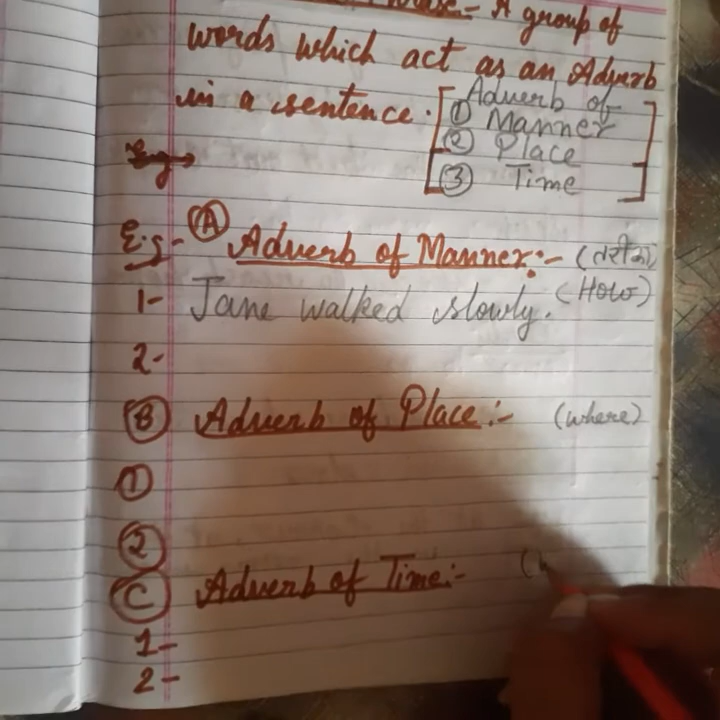 - A group of
words which act as an Adverb
in a sentence. [Adverb of
① Manner
② Place
③ Time]
E.g- Ⓐ Adverb of Manner:- (तरीका)
1- Jane walked slowly. (How)
2-
Ⓑ Adverb of Place:- (where)
①
②
Ⓒ Adverb of Time:- (
1-
2-